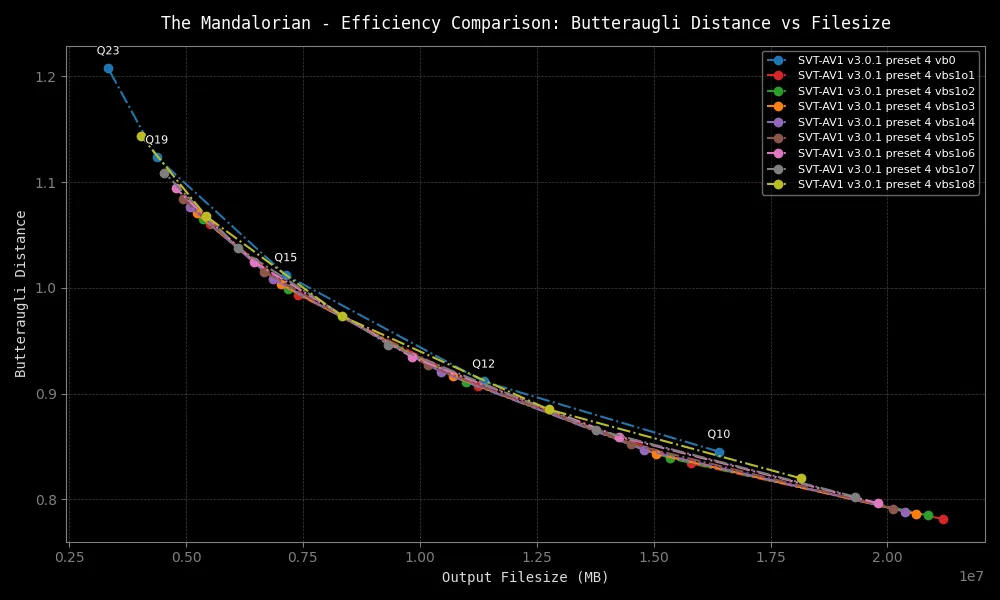 The Mandalorian - Efficiency Comparison: Butteraugli Distance vs Filesize
Q23
Q19
Q15
Q12
Q10
SVT-AV1 v3.0.1 preset 4 vb0
SVT-AV1 v3.0.1 preset 4 vbs1o1
SVT-AV1 v3.0.1 preset 4 vbs1o2
SVT-AV1 v3.0.1 preset 4 vbs1o3
SVT-AV1 v3.0.1 preset 4 vbs1o4
SVT-AV1 v3.0.1 preset 4 vbs1o5
SVT-AV1 v3.0.1 preset 4 vbs1o6
SVT-AV1 v3.0.1 preset 4 vbs1o7
SVT-AV1 v3.0.1 preset 4 vbs1o8
1.2
1.1
1.0
0.9
0.8
Butteraugli Distance
0.25 0.50 0.75 1.00 1.25 1.50 1.75 2.00
1e7
Output Filesize (MB)